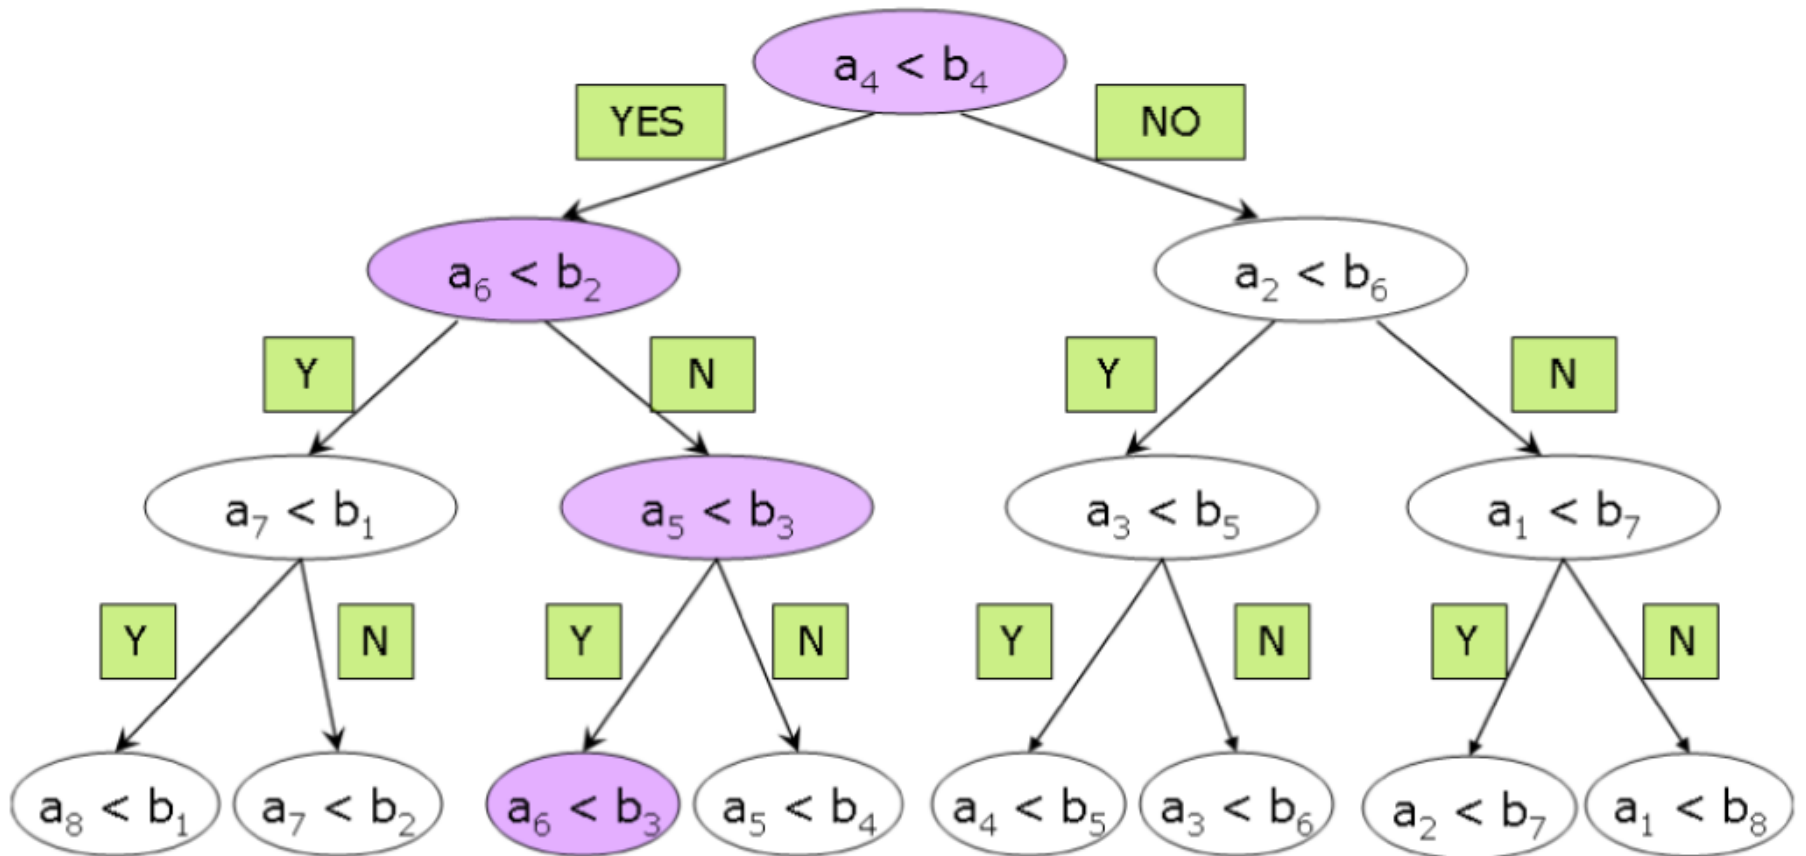 a₄ < b₄
YES NO
a₆ < b₂ a₂ < b₆
Y N Y N
a₇ < b₁ a₅ < b₃ a₃ < b₅ a₁ < b₇
Y N Y N Y N Y N
a₈ < b₁ a₇ < b₂ a₆ < b₃ a₅ < b₄ a₄ < b₅ a₃ < b₆ a₂ < b₇ a₁ < b₈